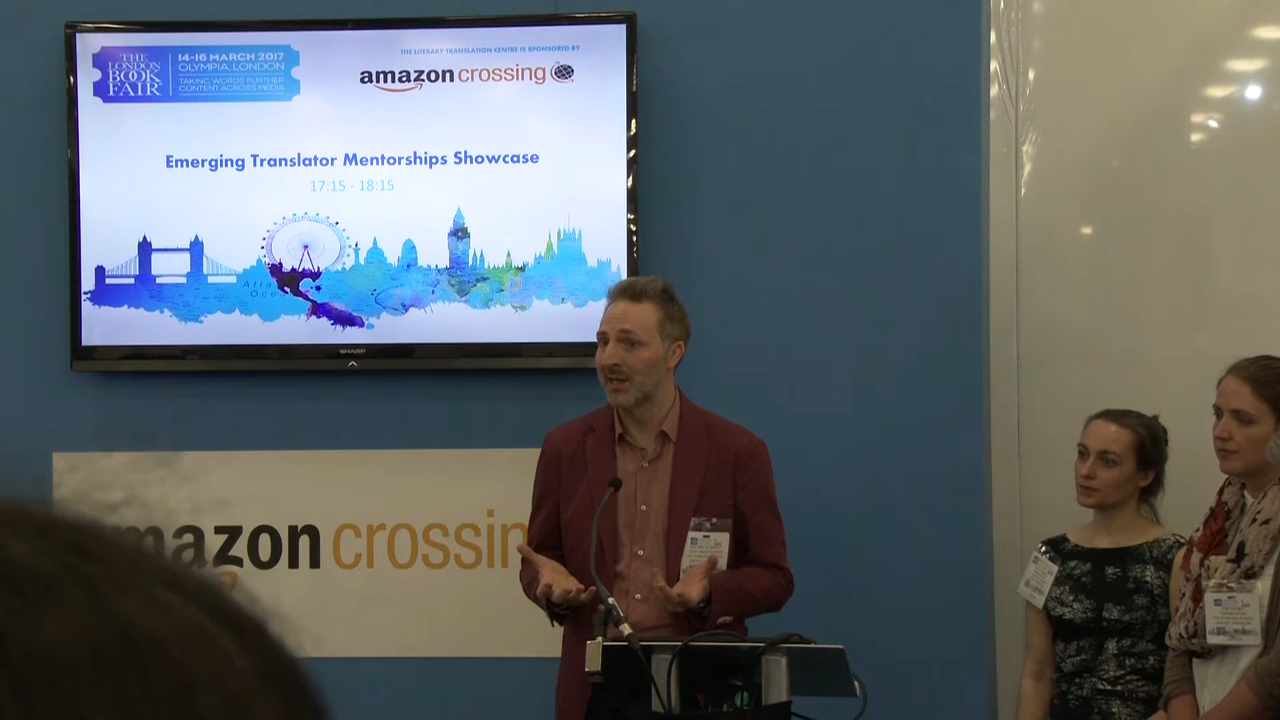 THE
LONDON
BOOK
FAIR
14-16 MARCH 2017
OLYMPIA, LONDON
TAKING WORDS FURTHER
CONTENT ACROSS MEDIA
THE LITERARY TRANSLATION CENTRE IS SPONSORED BY
amazon crossing
Emerging Translator Mentorships Showcase
17:15 - 18:15
SHARP
mazon crossin